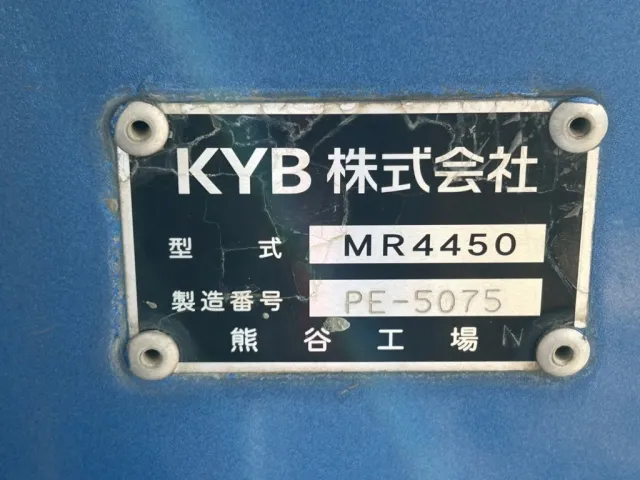 KYB 株式会社
型式 MR4450
製造番号 PE-5075
熊谷工場 N